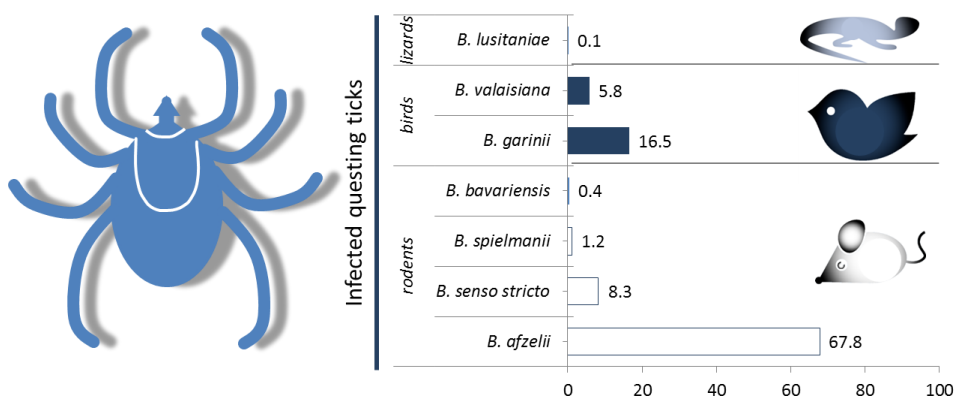 Infected questing ticks
lizards
B. lusitaniae
0.1
birds
B. valaisiana
5.8
B. garinii
16.5
rodents
B. bavariensis
0.4
B. spielmanii
1.2
B. senso stricto
8.3
B. afzelii
67.8
0 20 40 60 80 100